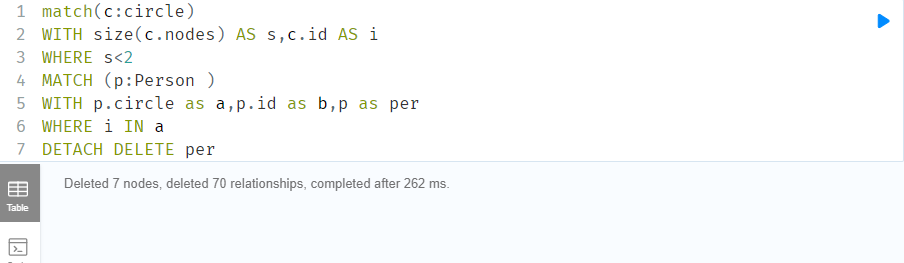 1 match(c:circle)
2 WITH size(c.nodes) AS s,c.id AS i
3 WHERE s<2
4 MATCH (p:Person )
5 WITH p.circle as a,p.id as b,p as per
6 WHERE i IN a
7 DETACH DELETE per
Deleted 7 nodes, deleted 70 relationships, completed after 262 ms.
Table